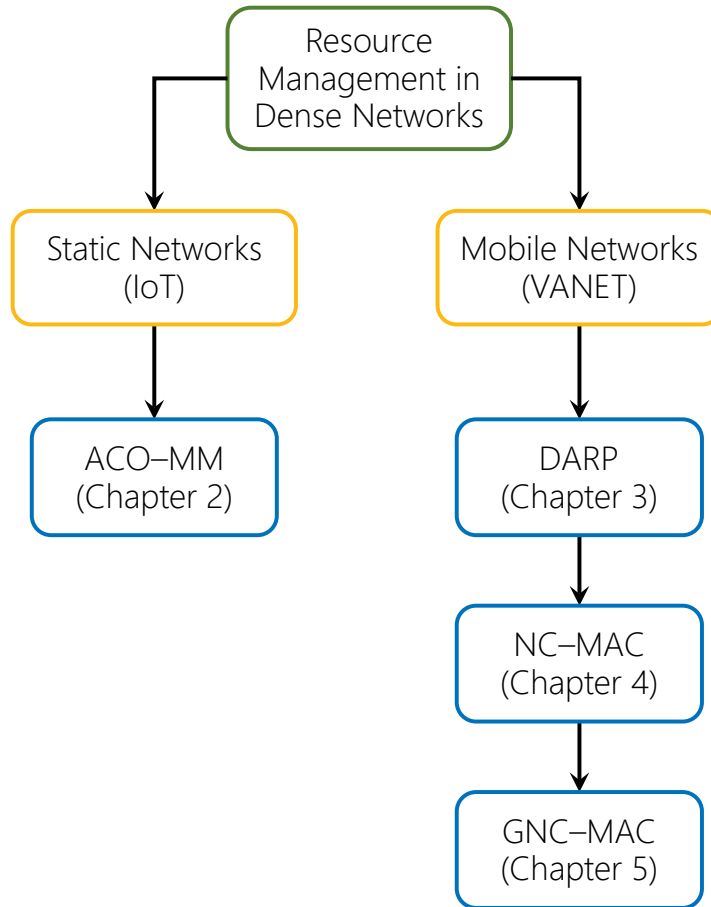 Resource
Management in
Dense Networks
Static Networks
(IoT)
Mobile Networks
(VANET)
ACO–MM
(Chapter 2)
DARP
(Chapter 3)
NC–MAC
(Chapter 4)
GNC–MAC
(Chapter 5)